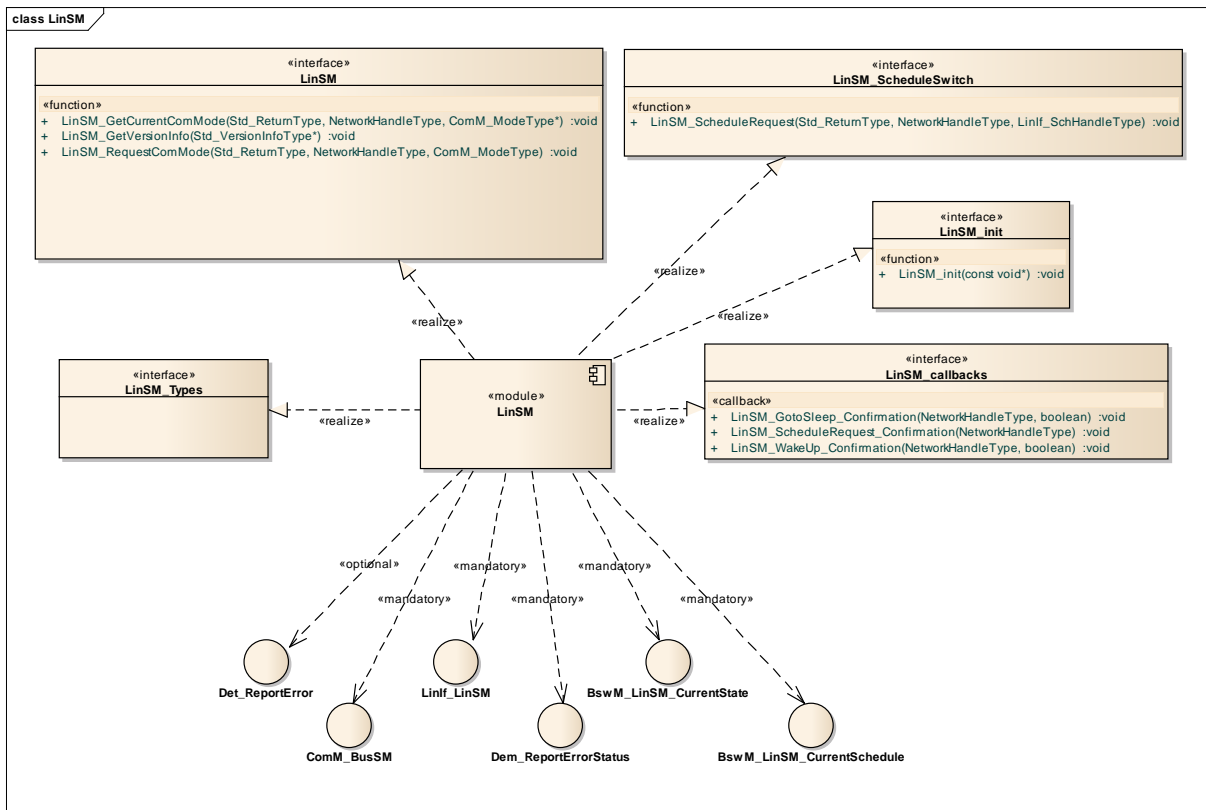 class LinSM
«interface»
LinSM
«function»
+ LinSM_GetCurrentComMode(Std_ReturnType, NetworkHandleType, ComM_ModeType*) :void
+ LinSM_GetVersionInfo(Std_VersionInfoType*) :void
+ LinSM_RequestComMode(Std_ReturnType, NetworkHandleType, ComM_ModeType) :void
«interface»
LinSM_ScheduleSwitch
«function»
+ LinSM_ScheduleRequest(Std_ReturnType, NetworkHandleType, LinIf_SchHandleType) :void
«interface»
LinSM_init
«function»
+ LinSM_init(const void*) :void
«realize»
«realize»
«realize»
«interface»
LinSM_Types
«realize»
«module»
LinSM
«realize»
«interface»
LinSM_callbacks
«callback»
+ LinSM_GotoSleep_Confirmation(NetworkHandleType, boolean) :void
+ LinSM_ScheduleRequest_Confirmation(NetworkHandleType) :void
+ LinSM_WakeUp_Confirmation(NetworkHandleType, boolean) :void
«optional»
«mandatory»
«mandatory»
«mandatory»
«mandatory»
«mandatory»
Det_ReportError
LinIf_LinSM
BswM_LinSM_CurrentState
ComM_BusSM
Dem_ReportErrorStatus
BswM_LinSM_CurrentSchedule